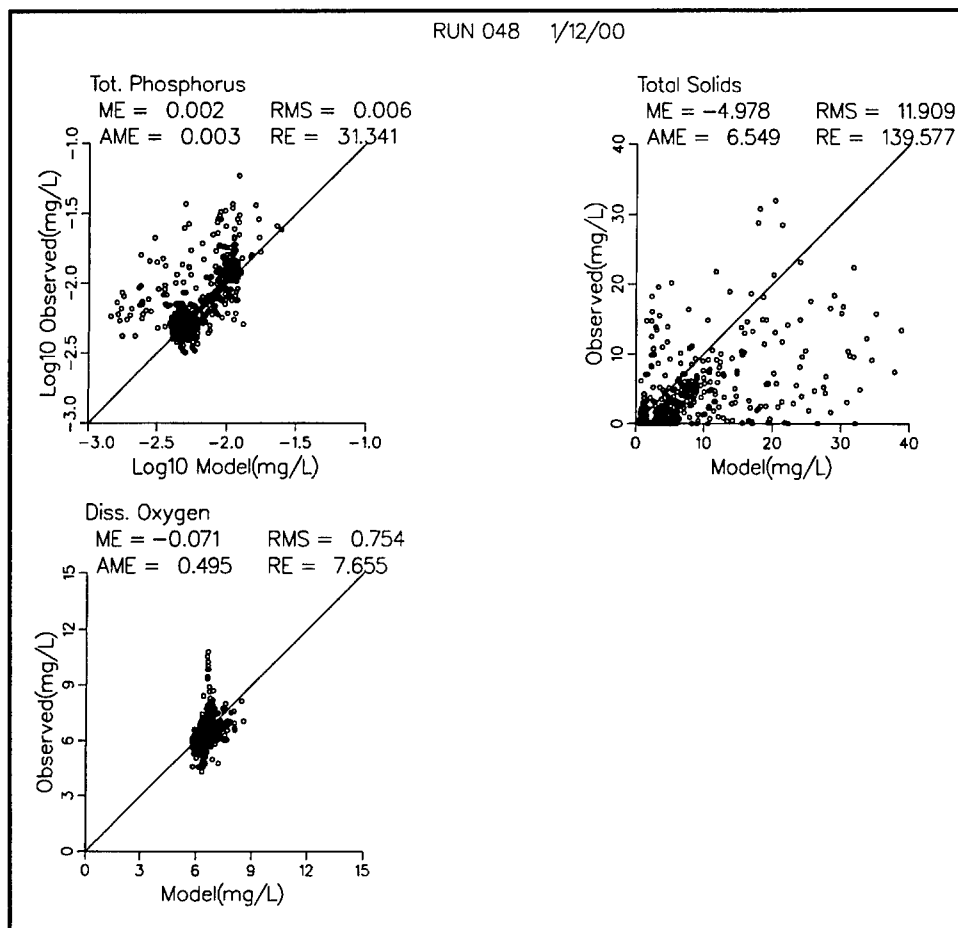 RUN 048 1/12/00
Tot. Phosphorus
ME = 0.002 RMS = 0.006
AME = 0.003 RE = 31.341
-1.0
-1.5
-2.0
-2.5
-3.0
Log10 Observed(mg/L)
-3.0 -2.5 -2.0 -1.5 -1.0
Log10 Model(mg/L)
Total Solids
ME = -4.978 RMS = 11.909
AME = 6.549 RE = 139.577
40
30
20
10
0
Observed(mg/L)
0 10 20 30 40
Model(mg/L)
Diss. Oxygen
ME = -0.071 RMS = 0.754
AME = 0.495 RE = 7.655
15
12
9
6
3
0
Observed(mg/L)
0 3 6 9 12 15
Model(mg/L)